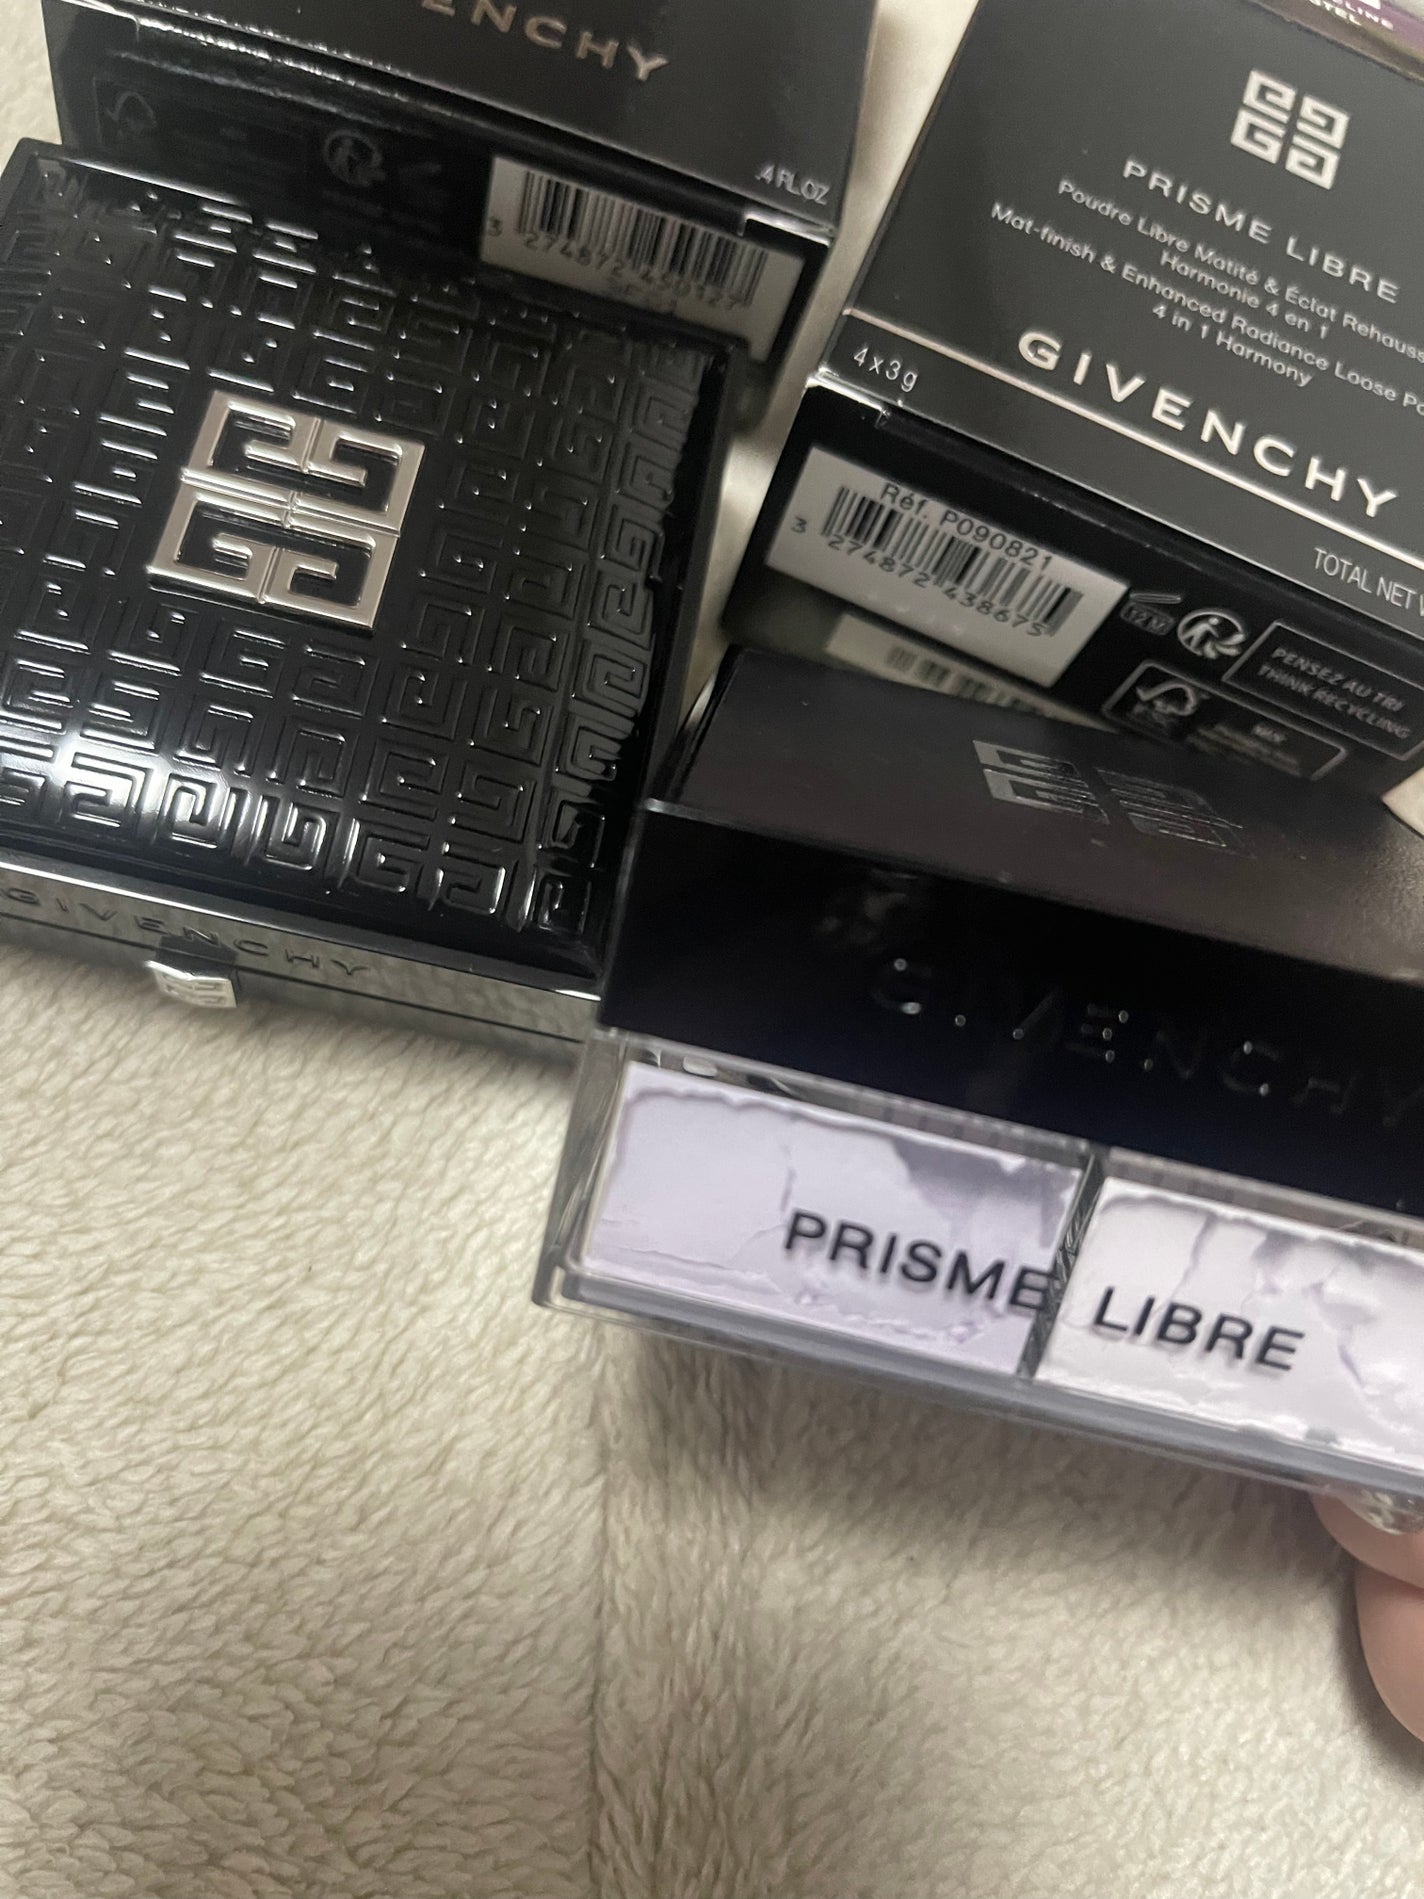 ENCHY
.4 FL.OZ
3 274872 450127
GIVENCHY
PRISME LIBRE
Poudre Libre Matité & Éclat Rehauss
Harmonie 4 en 1
Mat-finish & Enhanced Radiance Loose Po
4 in 1 Harmony
4x3g
GIVENCHY
TOTAL NET
Réf. P090821
3 274872 438675
12 M
PENSEZ AU TRI
THINK RECYCLING
GIVENCHY
PRISME LIBRE